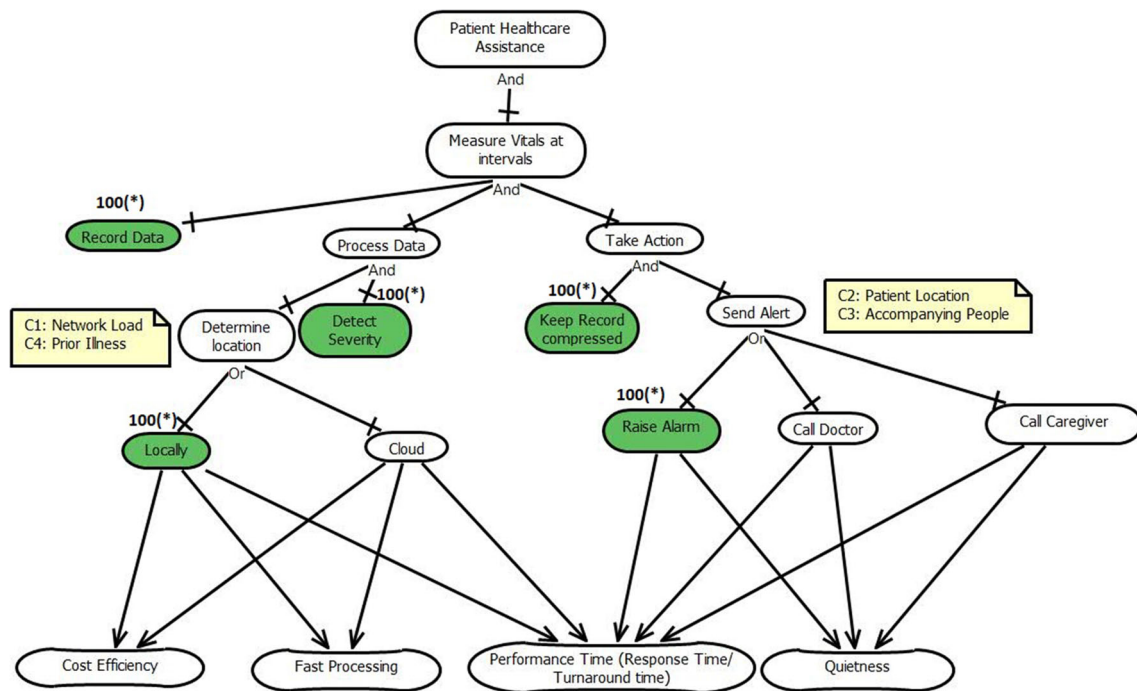 Patient Healthcare
Assistance
And
Measure Vitals at
intervals
And
100(*)
Record Data
Process Data
Take Action
And
And
100(*)
100(*)
C1: Network Load
C4: Prior Illness
Determine
location
Detect
Severity
Keep Record
compressed
Send Alert
C2: Patient Location
C3: Accompanying People
Or
Or
100(*)
100(*)
Locally
Cloud
Raise Alarm
Call Doctor
Call Caregiver
Cost Efficiency
Fast Processing
Performance Time (Response Time/
Turnaround time)
Quietness